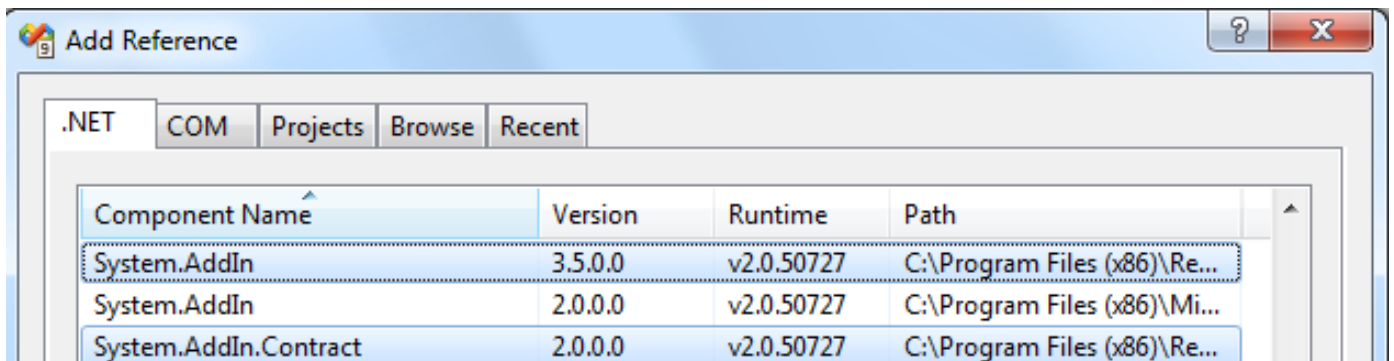 Add Reference
.NET COM Projects Browse Recent
Component Name Version Runtime Path
System.AddIn 3.5.0.0 v2.0.50727 C:\Program Files (x86)\Re...
System.AddIn 2.0.0.0 v2.0.50727 C:\Program Files (x86)\Mi...
System.AddIn.Contract 2.0.0.0 v2.0.50727 C:\Program Files (x86)\Re...